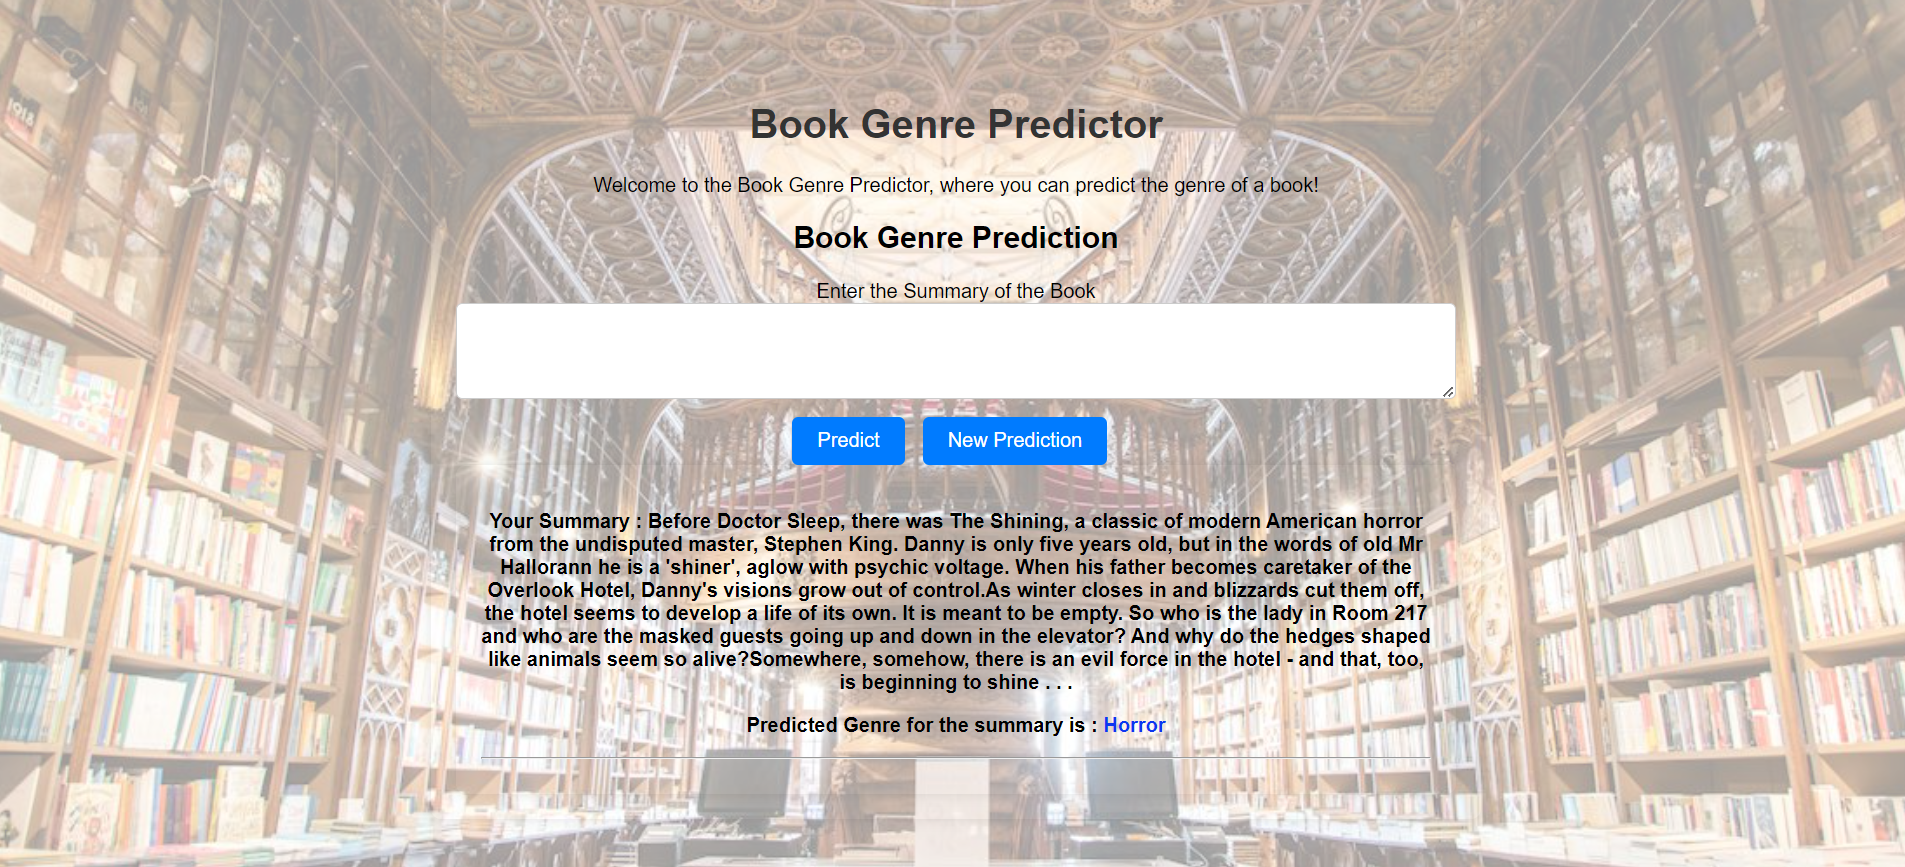 1918
Book Genre Predictor
Welcome to the Book Genre Predictor, where you can predict the genre of a book!
Book Genre Prediction
Enter the Summary of the Book
Predict
New Prediction
Your Summary : Before Doctor Sleep, there was The Shining, a classic of modern American horror
from the undisputed master, Stephen King. Danny is only five years old, but in the words of old Mr
Hallorann he is a 'shiner', aglow with psychic voltage. When his father becomes caretaker of the
Overlook Hotel, Danny's visions grow out of control.As winter closes in and blizzards cut them off,
the hotel seems to develop a life of its own. It is meant to be empty. So who is the lady in Room 217
and who are the masked guests going up and down in the elevator? And why do the hedges shaped
like animals seem so alive?Somewhere, somehow, there is an evil force in the hotel - and that, too,
is beginning to shine . . .
Predicted Genre for the summary is : Horror